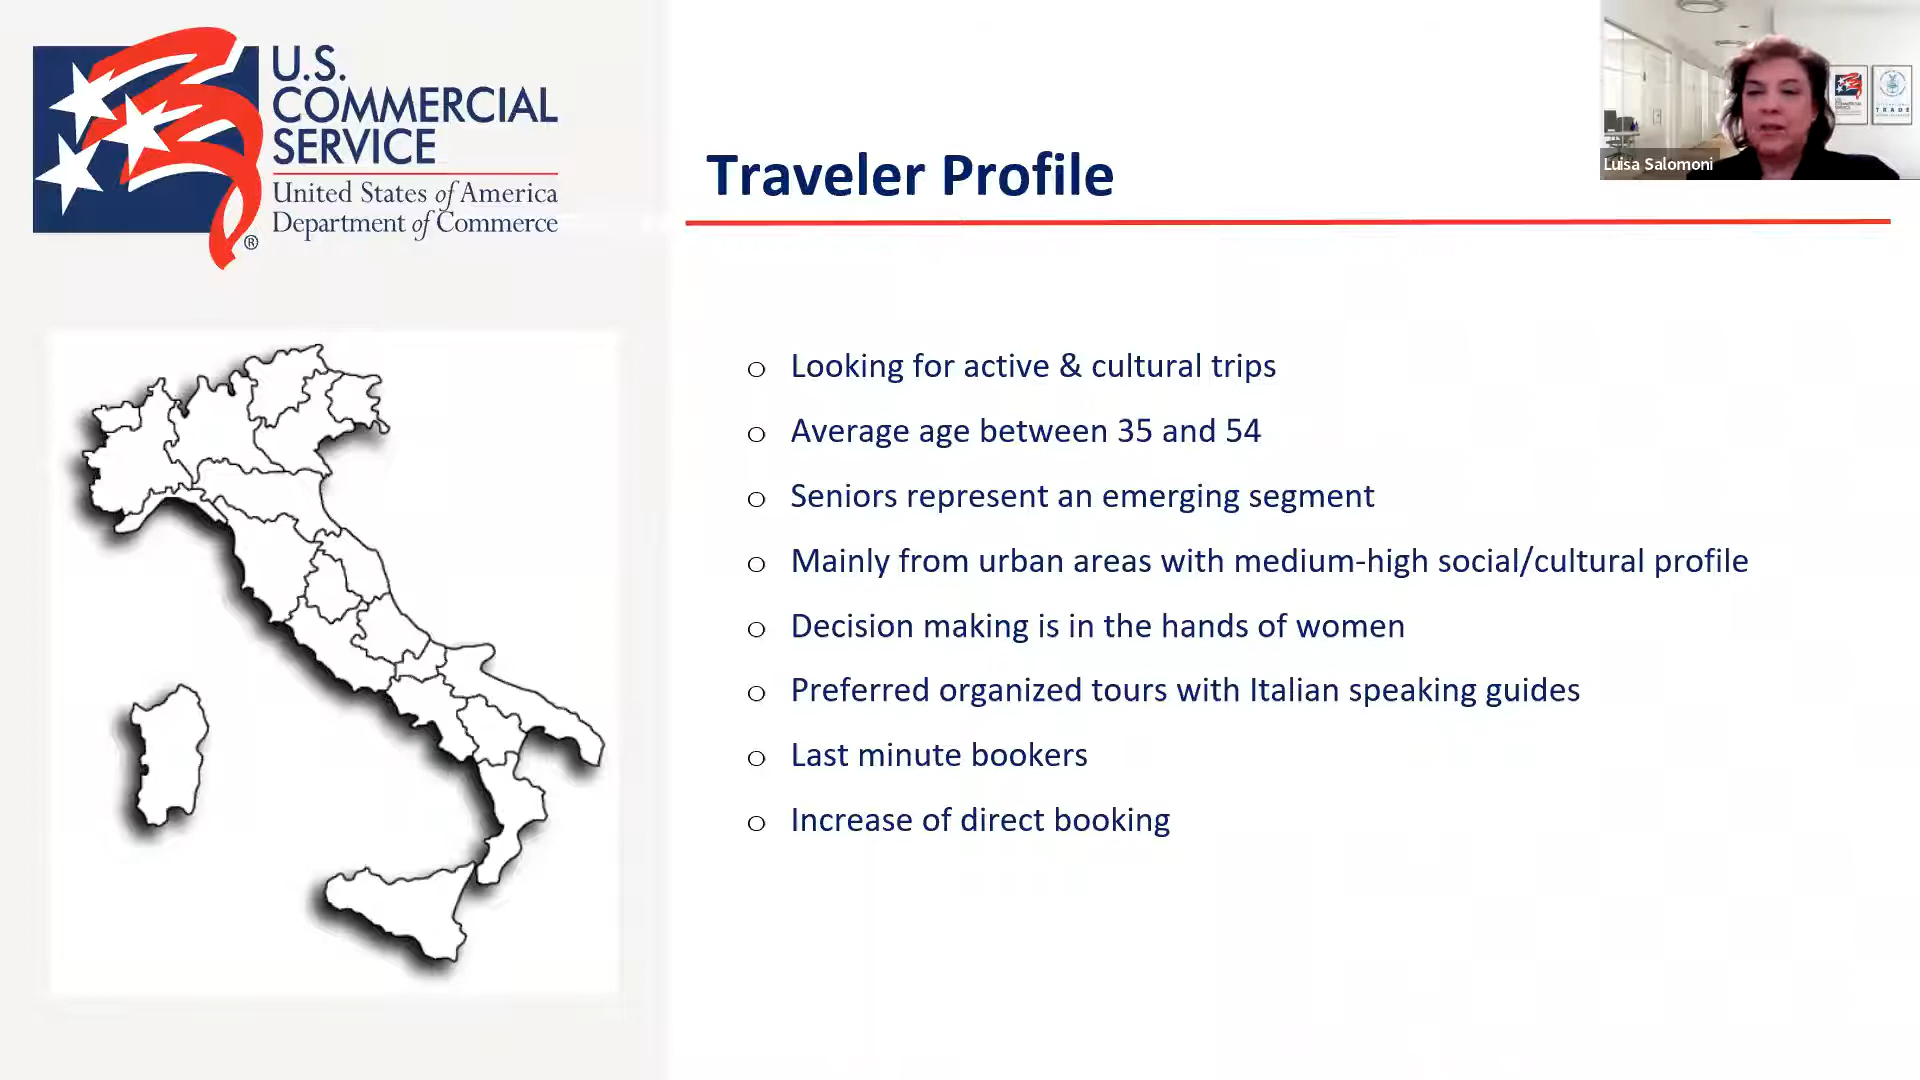 U.S.
COMMERCIAL
SERVICE
United States of America
Department of Commerce
®
Traveler Profile
Luisa Salomoni
TRADE
o Looking for active & cultural trips
o Average age between 35 and 54
o Seniors represent an emerging segment
o Mainly from urban areas with medium-high social/cultural profile
o Decision making is in the hands of women
o Preferred organized tours with Italian speaking guides
o Last minute bookers
o Increase of direct booking